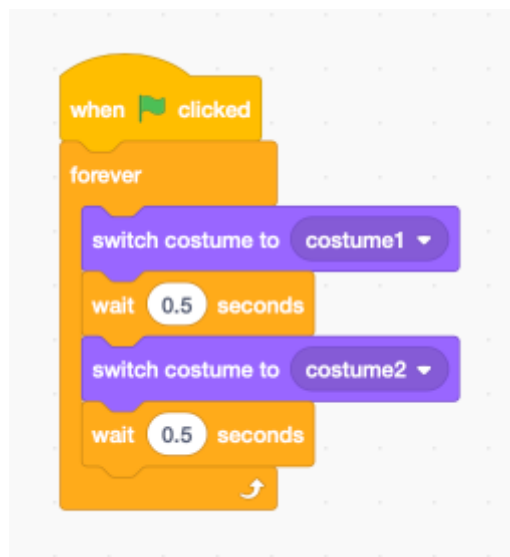 when clicked
forever
switch costume to costume1
wait 0.5 seconds
switch costume to costume2
wait 0.5 seconds